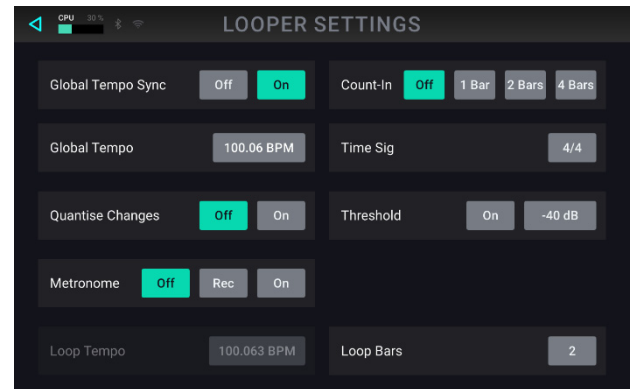 CPU 30 % LOOPER SETTINGS
Global Tempo Sync Off On Count-In Off 1 Bar 2 Bars 4 Bars
Global Tempo 100.06 BPM Time Sig 4/4
Quantise Changes Off On Threshold On -40 dB
Metronome Off Rec On
Loop Tempo 100.063 BPM Loop Bars 2